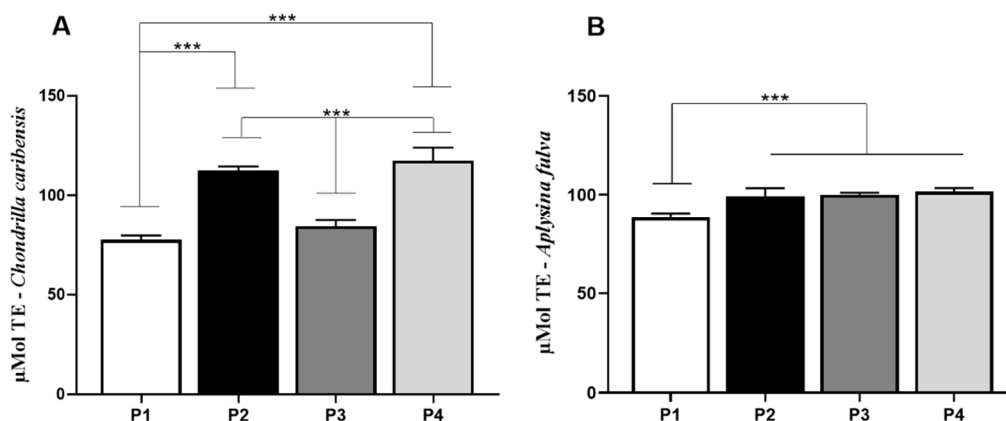 A
***
***
***
150
100
50
0
µMol TE - Chondrilla caribensis
P1 P2 P3 P4
B
***
150
100
50
0
µMol TE - Aplysina fulva
P1 P2 P3 P4